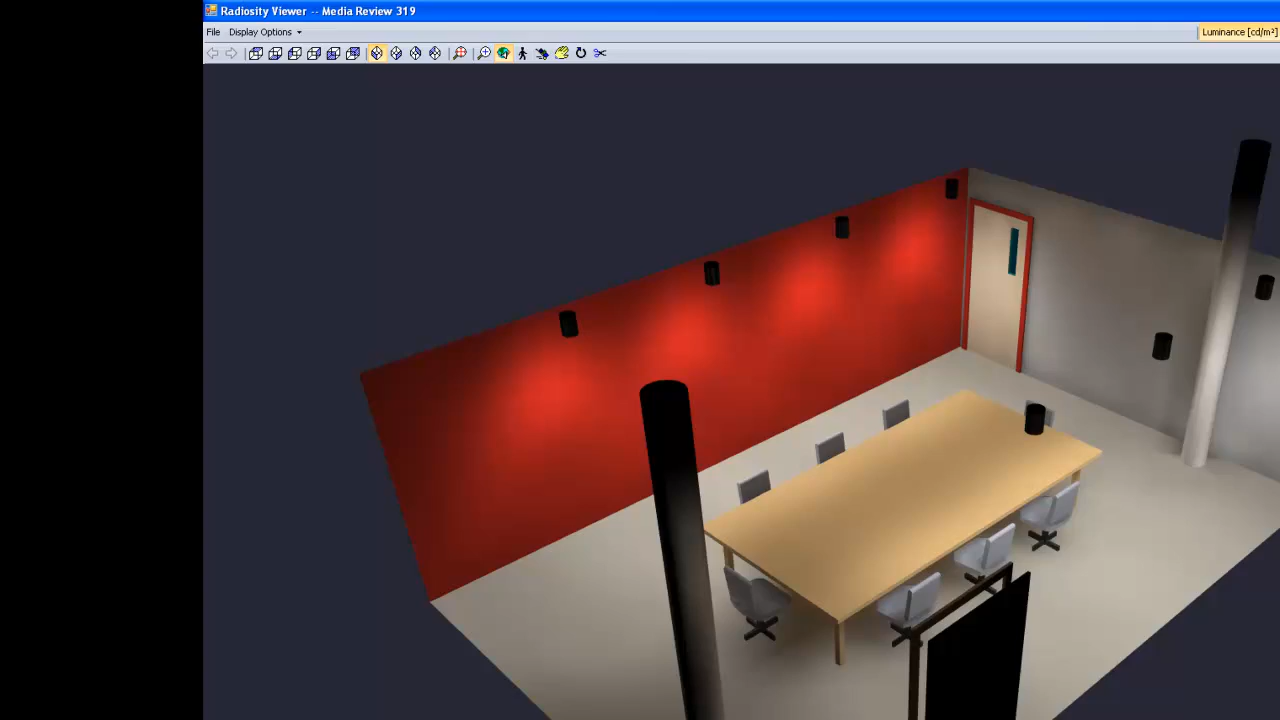 Radiosity Viewer -- Media Review 319
File Display Options
Luminance [cd/m²]